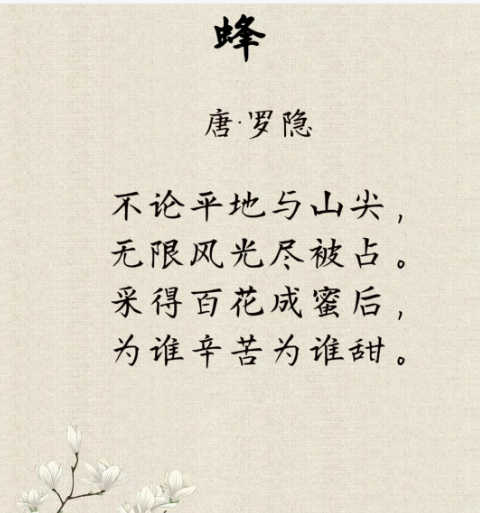 蜂
唐·罗隐
不论平地与山尖，
无限风光尽被占。
采得百花成蜜后，
为谁辛苦为谁甜。